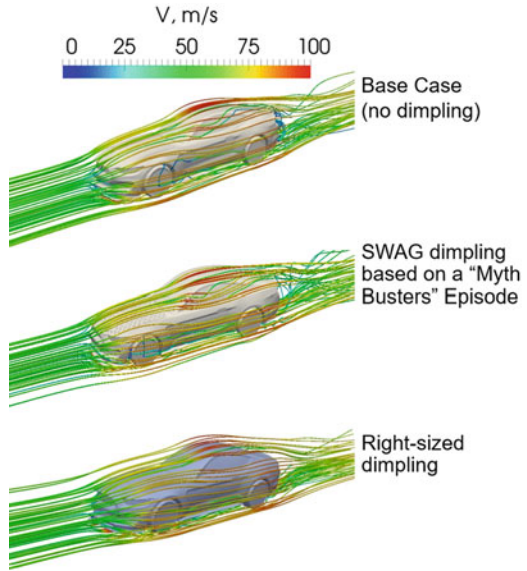 V, m/s
0 25 50 75 100
Base Case
(no dimpling)
SWAG dimpling
based on a “Myth
Busters” Episode
Right-sized
dimpling